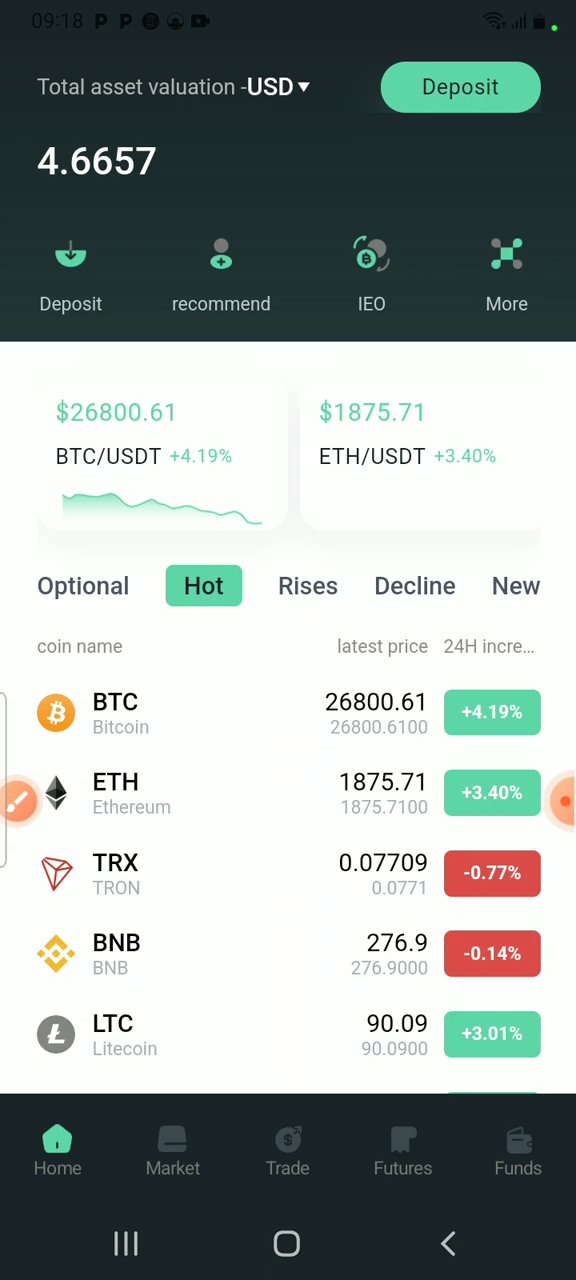 09:18
Total asset valuation -USD
Deposit
4.6657
Deposit
recommend
IEO
More
$26800.61
BTC/USDT +4.19%
$1875.71
ETH/USDT +3.40%
Optional Hot Rises Decline New
coin name latest price 24H incre...
BTC 26800.61 +4.19%
Bitcoin 26800.6100
ETH 1875.71 +3.40%
Ethereum 1875.7100
TRX 0.07709 -0.77%
TRON 0.0771
BNB 276.9 -0.14%
BNB 276.9000
LTC 90.09 +3.01%
Litecoin 90.0900
Home Market Trade Futures Funds